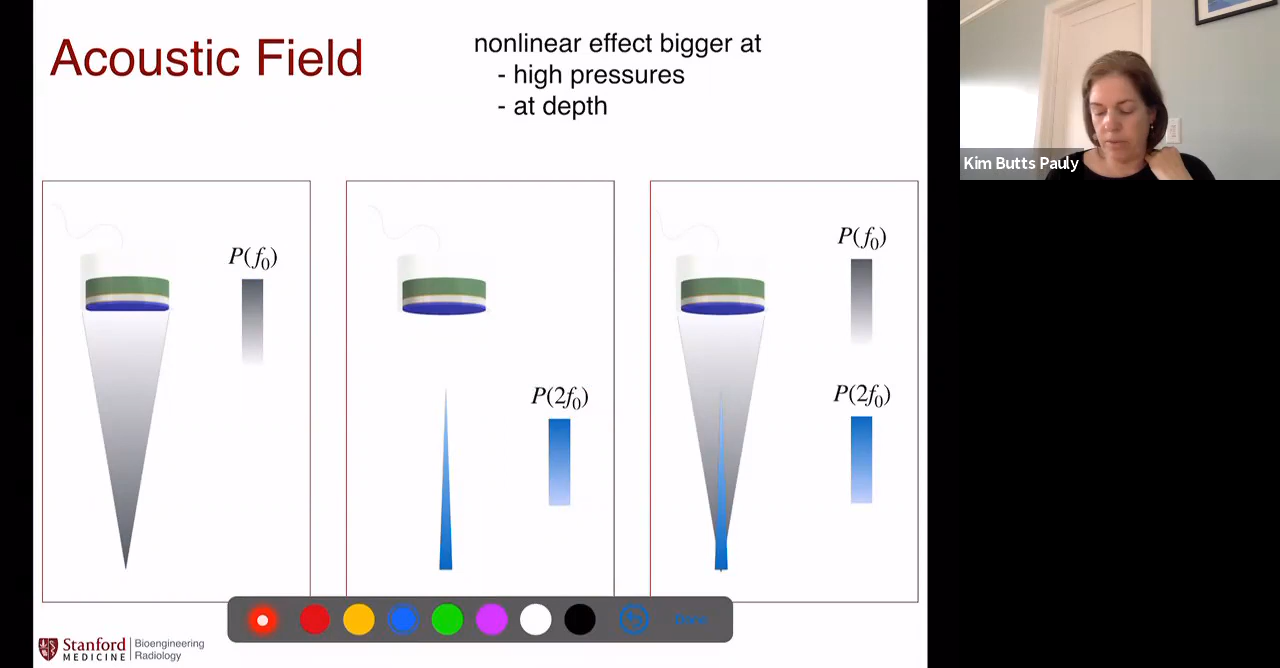 Acoustic Field
nonlinear effect bigger at
- high pressures
- at depth
Kim Butts Pauly
P(f₀)
P(2f₀)
P(f₀)
P(2f₀)
Done
Stanford
MEDICINE
Bioengineering
Radiology